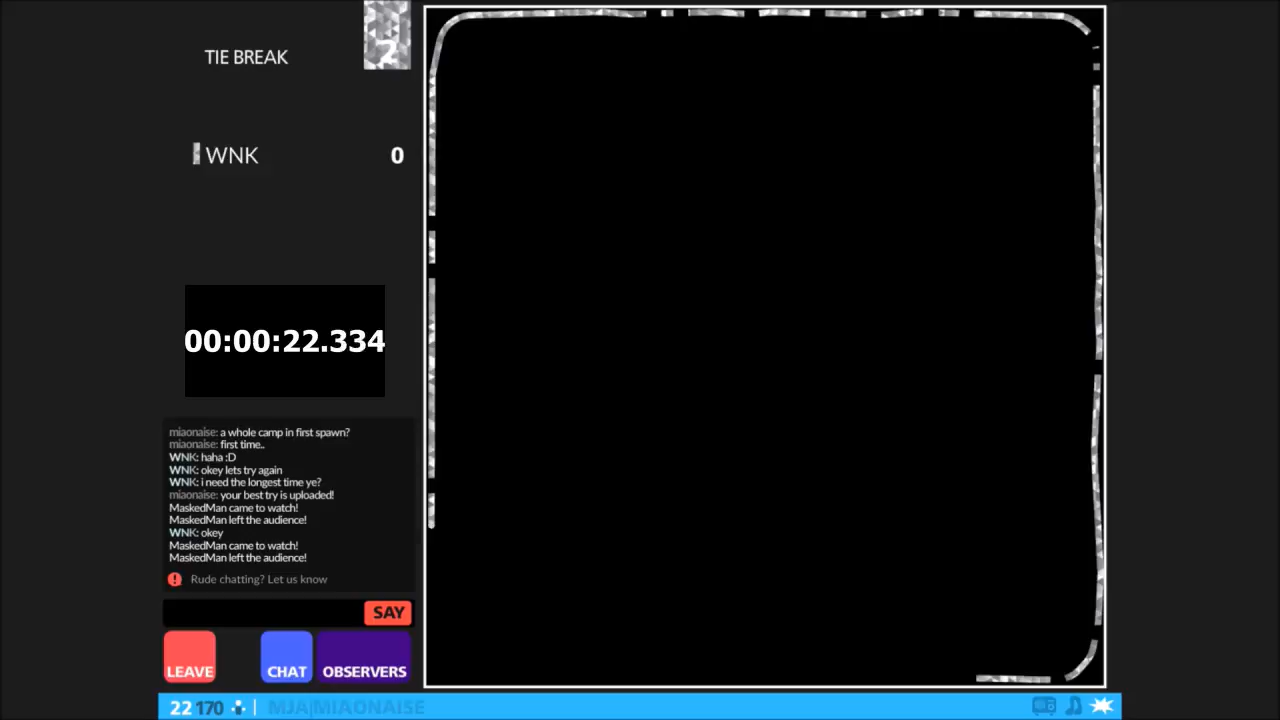 TIE BREAK
2
WNK 0
00:00:22.334
miaonaise: a whole camp in first spawn?
miaonaise: first time..
WNK: haha :D
WNK: okey lets try again
WNK: i need the longest time ye?
miaonaise: your best try is uploaded!
MaskedMan came to watch!
MaskedMan left the audience!
WNK: okey
MaskedMan came to watch!
MaskedMan left the audience!
Rude chatting? Let us know
SAY
LEAVE CHAT OBSERVERS
22 170 MJA|MIAONAISE